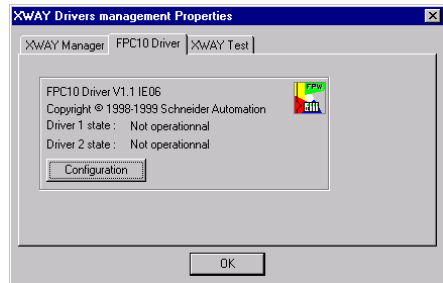 XWAY Drivers management Properties
XWAY Manager FPC10 Driver XWAY Test
FPW
FPC10 Driver V1.1 IE06
Copyright © 1998-1999 Schneider Automation
Driver 1 state : Not operationnal
Driver 2 state : Not operationnal
Configuration
OK